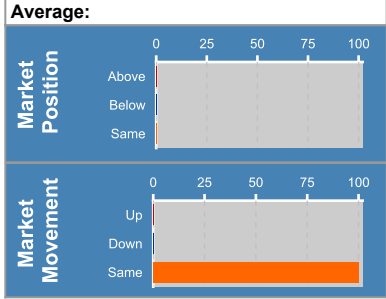 Average:
Market Position
0 25 50 75 100
Above
Below
Same
Market Movement
0 25 50 75 100
Up
Down
Same